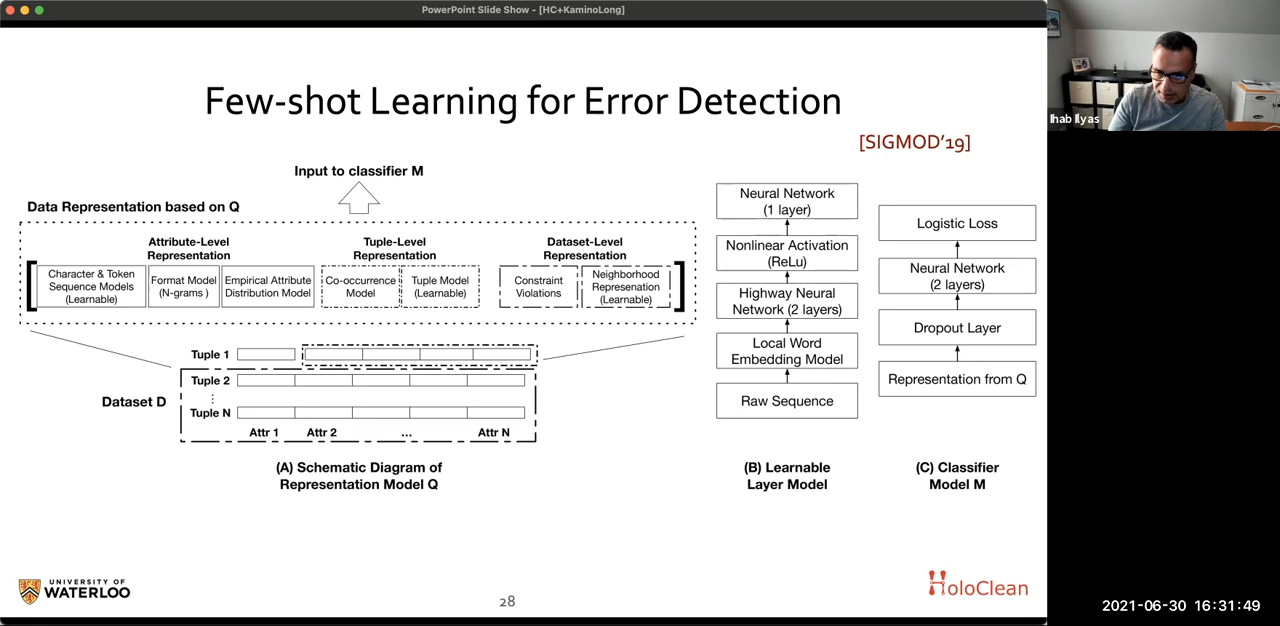 PowerPoint Slide Show - [HC+KaminoLong]
Few-shot Learning for Error Detection
[SIGMOD'19]
Input to classifier M
Data Representation based on Q
Attribute-Level
Representation
Tuple-Level
Representation
Dataset-Level
Representation
Character & Token
Sequence Models
(Learnable)
Format Model
(N-grams )
Empirical Attribute
Distribution Model
Co-occurrence
Model
Tuple Model
(Learnable)
Constraint
Violations
Neighborhood
Represenation
(Learnable)
Tuple 1
Tuple 2
⋮
Tuple N
Dataset D
Attr 1
Attr 2
...
Attr N
(A) Schematic Diagram of
Representation Model Q
Neural Network
(1 layer)
Nonlinear Activation
(ReLu)
Highway Neural
Network (2 layers)
Local Word
Embedding Model
Raw Sequence
(B) Learnable
Layer Model
Logistic Loss
Neural Network
(2 layers)
Dropout Layer
Representation from Q
(C) Classifier
Model M
UNIVERSITY OF
WATERLOO
28
HoloClean
Ihab Ilyas
2021-06-30 16:31:49